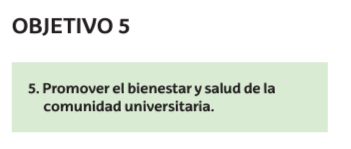 OBJETIVO 5
5. Promover el bienestar y salud de la
comunidad universitaria.